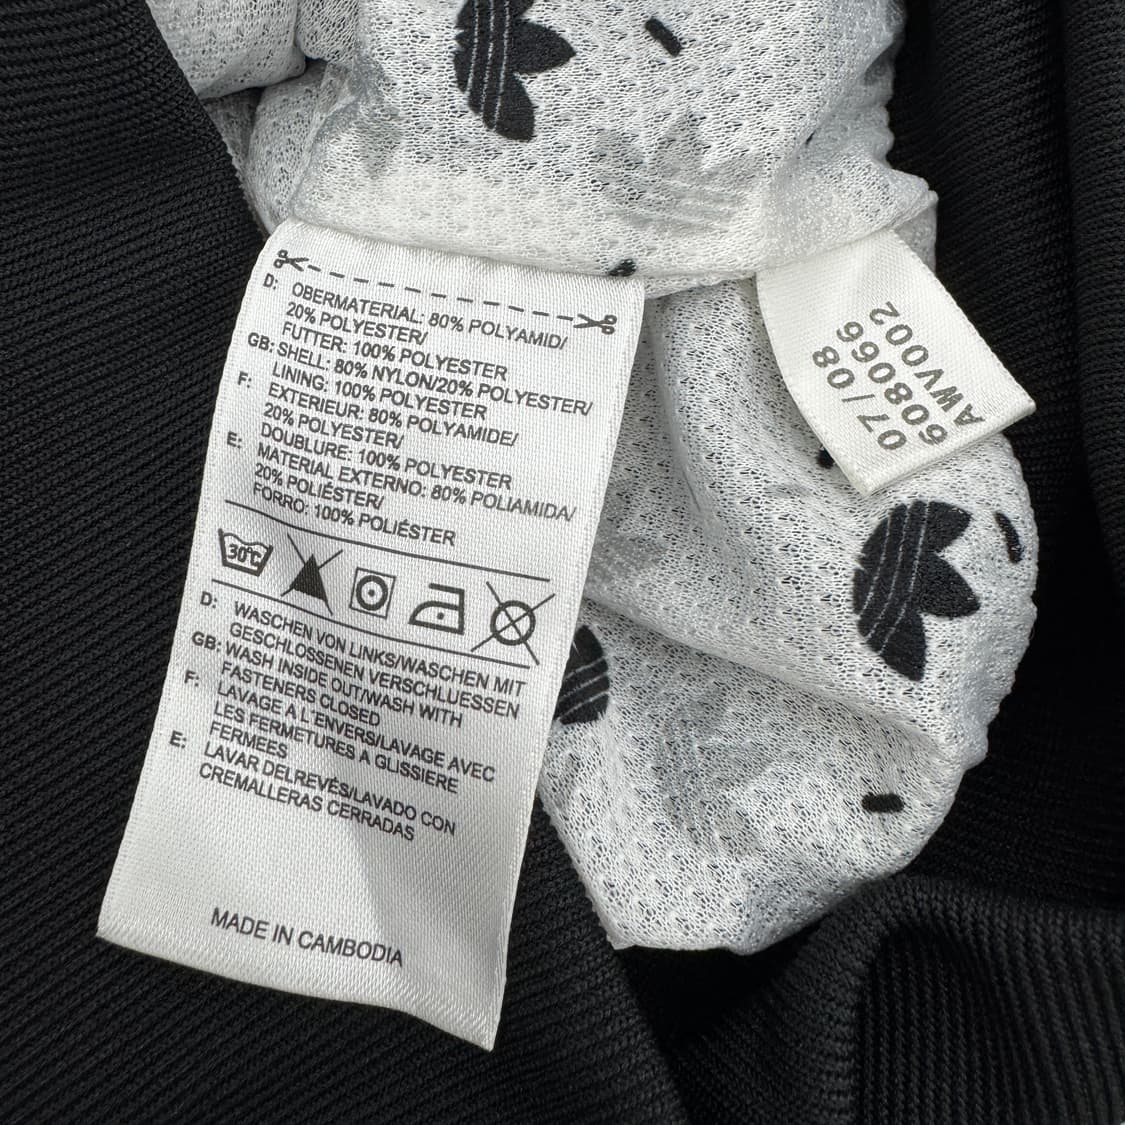 D: OBERMATERIAL: 80% POLYAMID/
20% POLYESTER/
FUTTER: 100% POLYESTER
GB: SHELL: 80% NYLON/20% POLYESTER/
LINING: 100% POLYESTER
F: EXTERIEUR: 80% POLYAMIDE/
20% POLYESTER/
DOUBLURE: 100% POLYESTER
E: MATERIAL EXTERNO: 80% POLIAMIDA/
20% POLIÉSTER/
FORRO: 100% POLIÉSTER
30°C
D: WASCHEN VON LINKS/WASCHEN MIT
GESCHLOSSENEN VERSCHLUESSEN
GB: WASH INSIDE OUT/WASH WITH
FASTENERS CLOSED
F: LAVAGE A L'ENVERS/LAVAGE AVEC
LES FERMETURES A GLISSIERE
FERMEES
E: LAVAR DELREVÉS/LAVADO CON
CREMALLERAS CERRADAS
MADE IN CAMBODIA
07/08
608066
AWV002